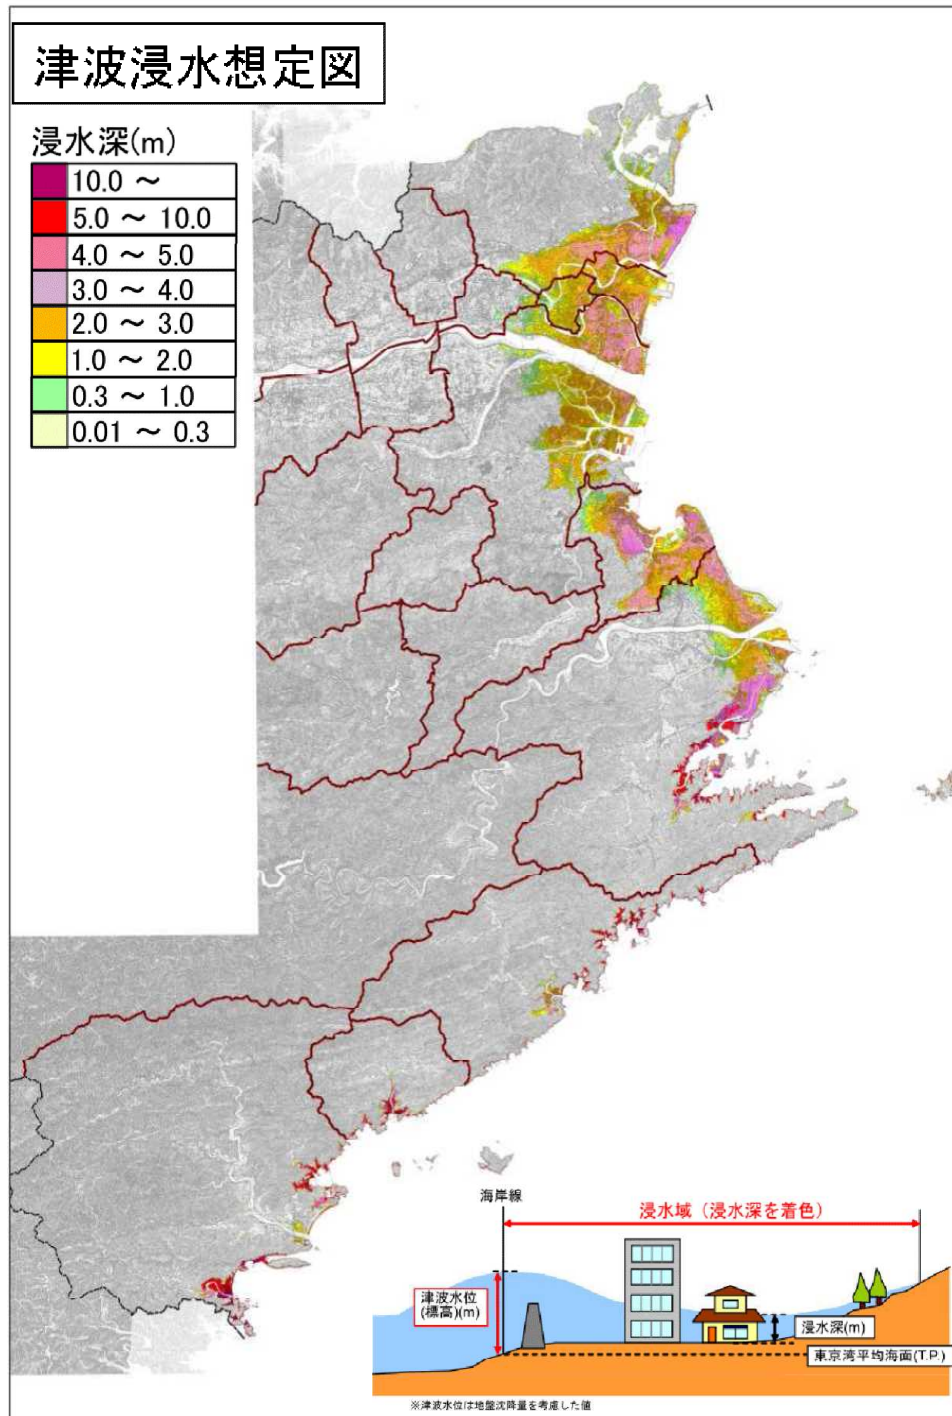 津波浸水想定図
浸水深(m)
10.0 ～
5.0 ～ 10.0
4.0 ～ 5.0
3.0 ～ 4.0
2.0 ～ 3.0
1.0 ～ 2.0
0.3 ～ 1.0
0.01 ～ 0.3
海岸線
浸水域（浸水深を着色）
津波水位
(標高)(m)
浸水深(m)
東京湾平均海面(T.P.)
※津波水位は地盤沈降量を考慮した値